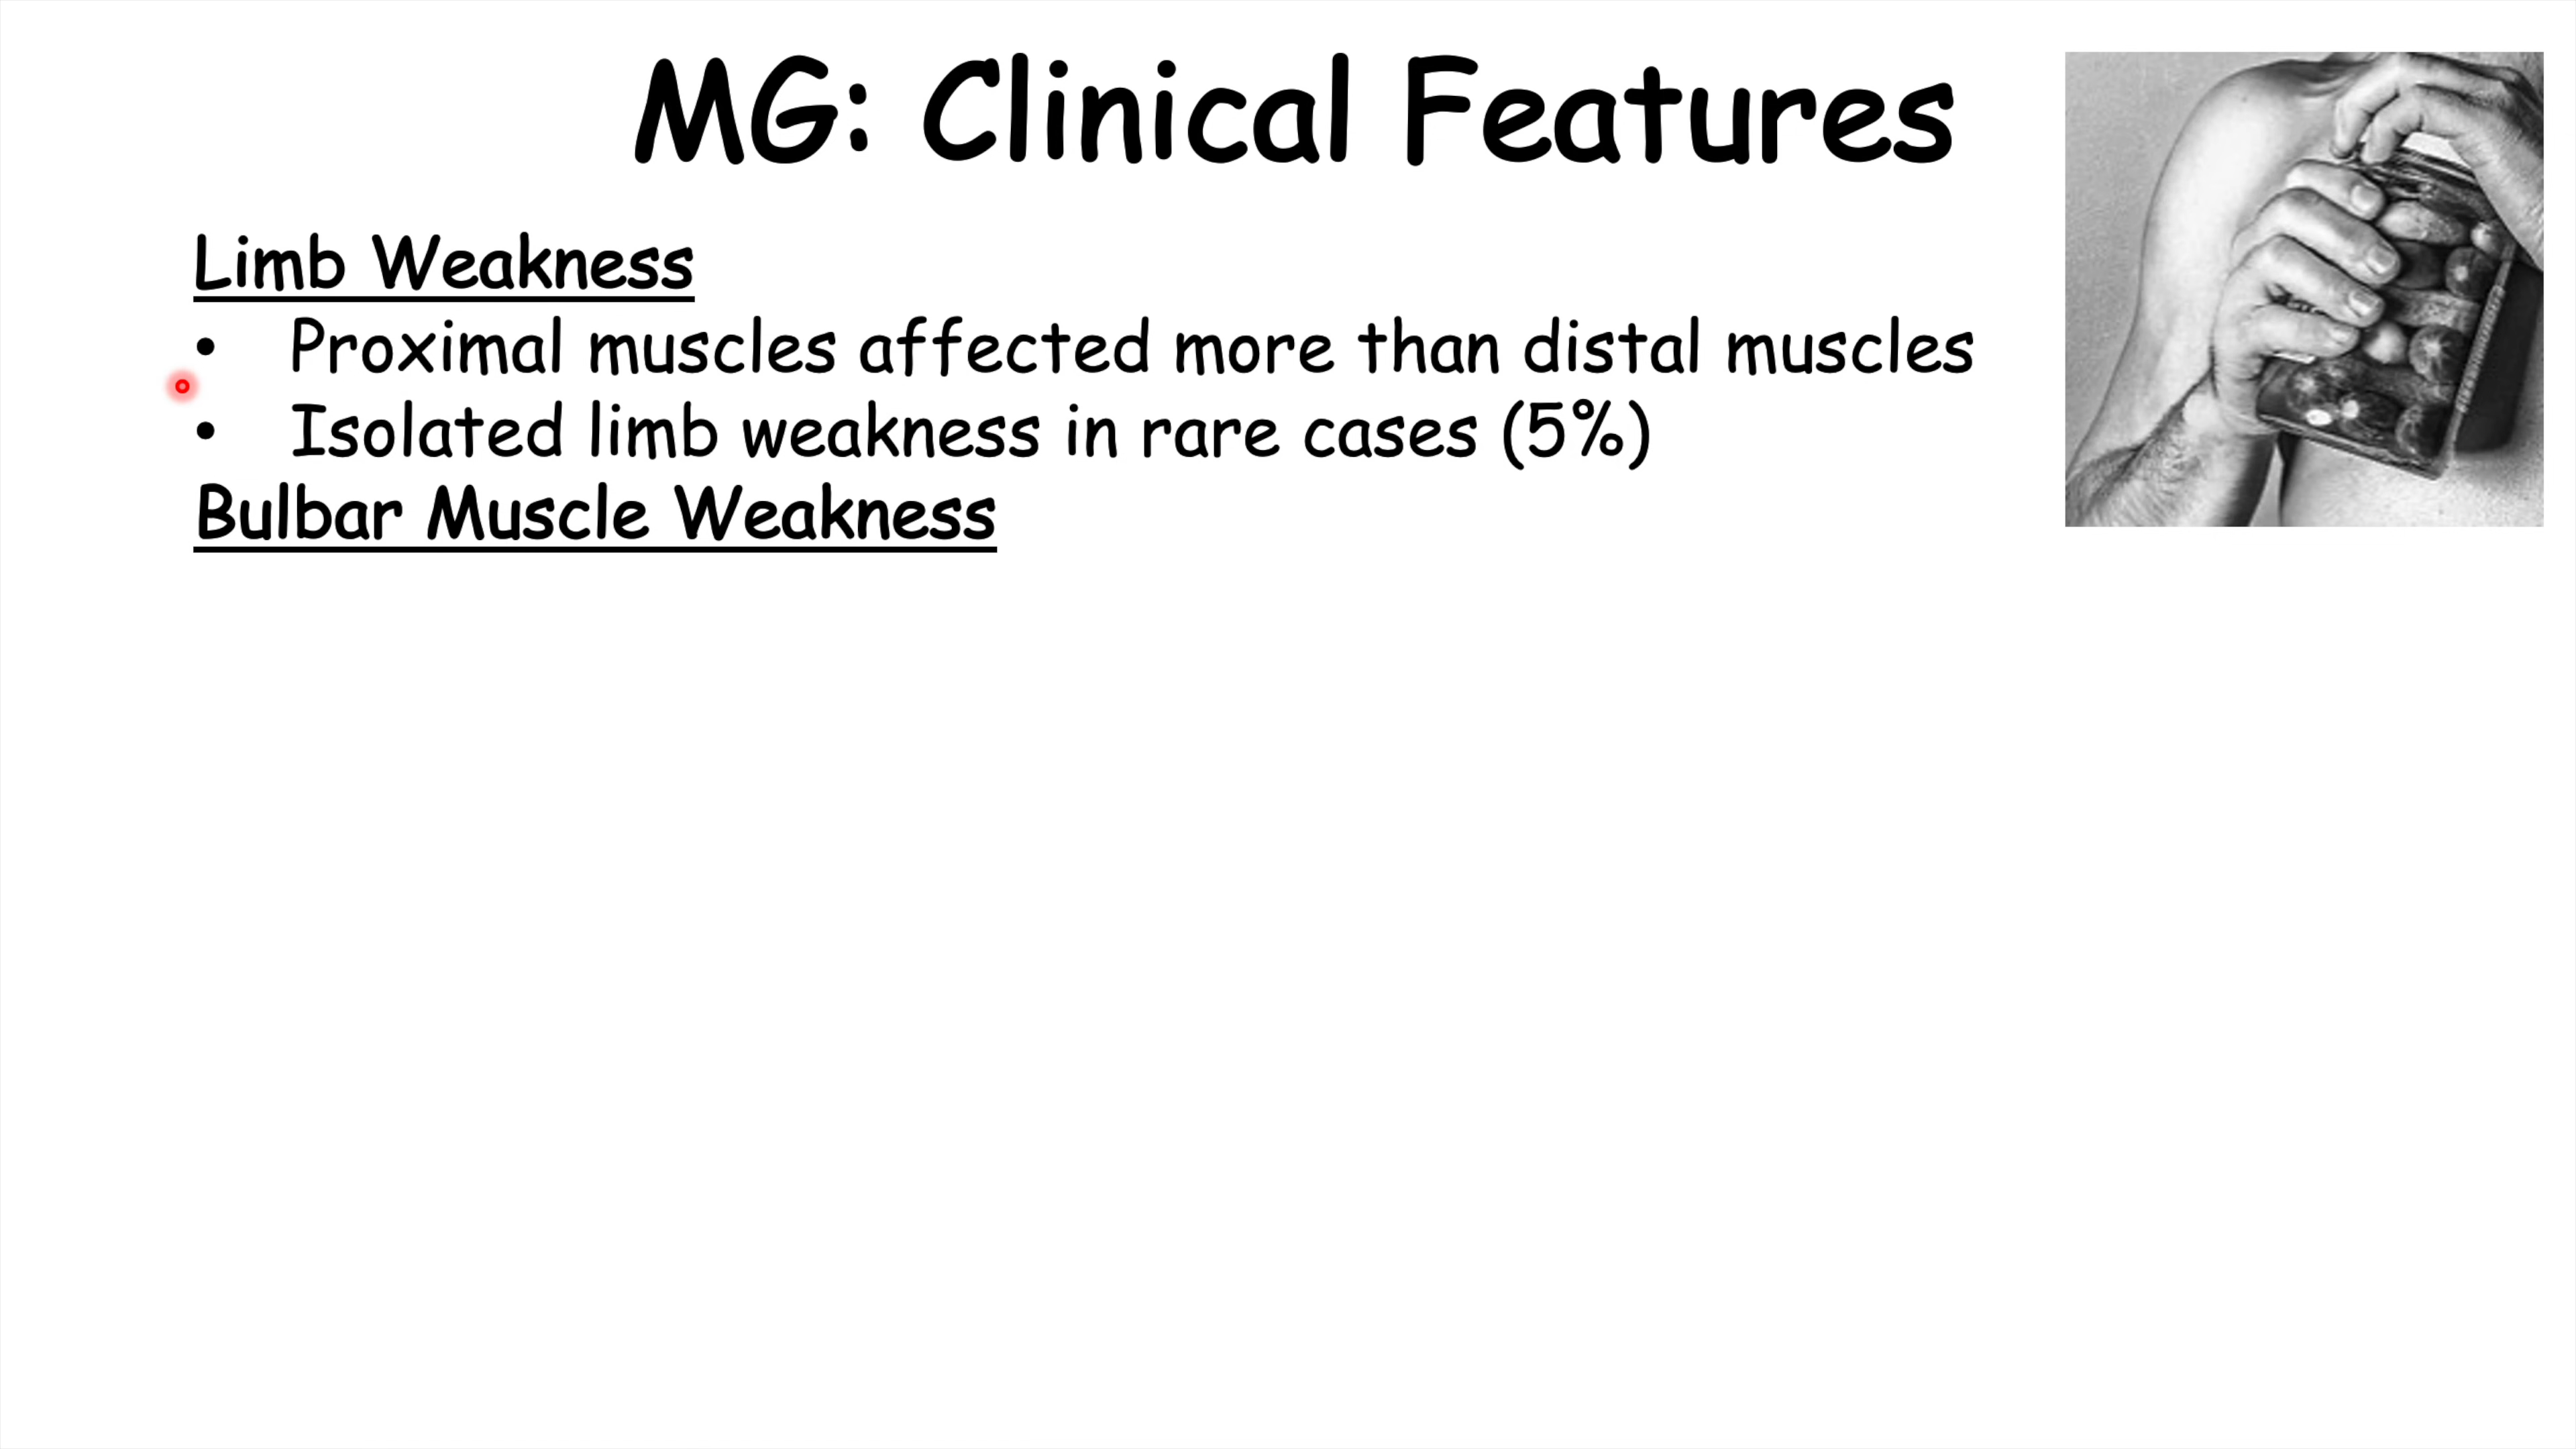 MG: Clinical Features
Limb Weakness
• Proximal muscles affected more than distal muscles
• Isolated limb weakness in rare cases (5%)
Bulbar Muscle Weakness